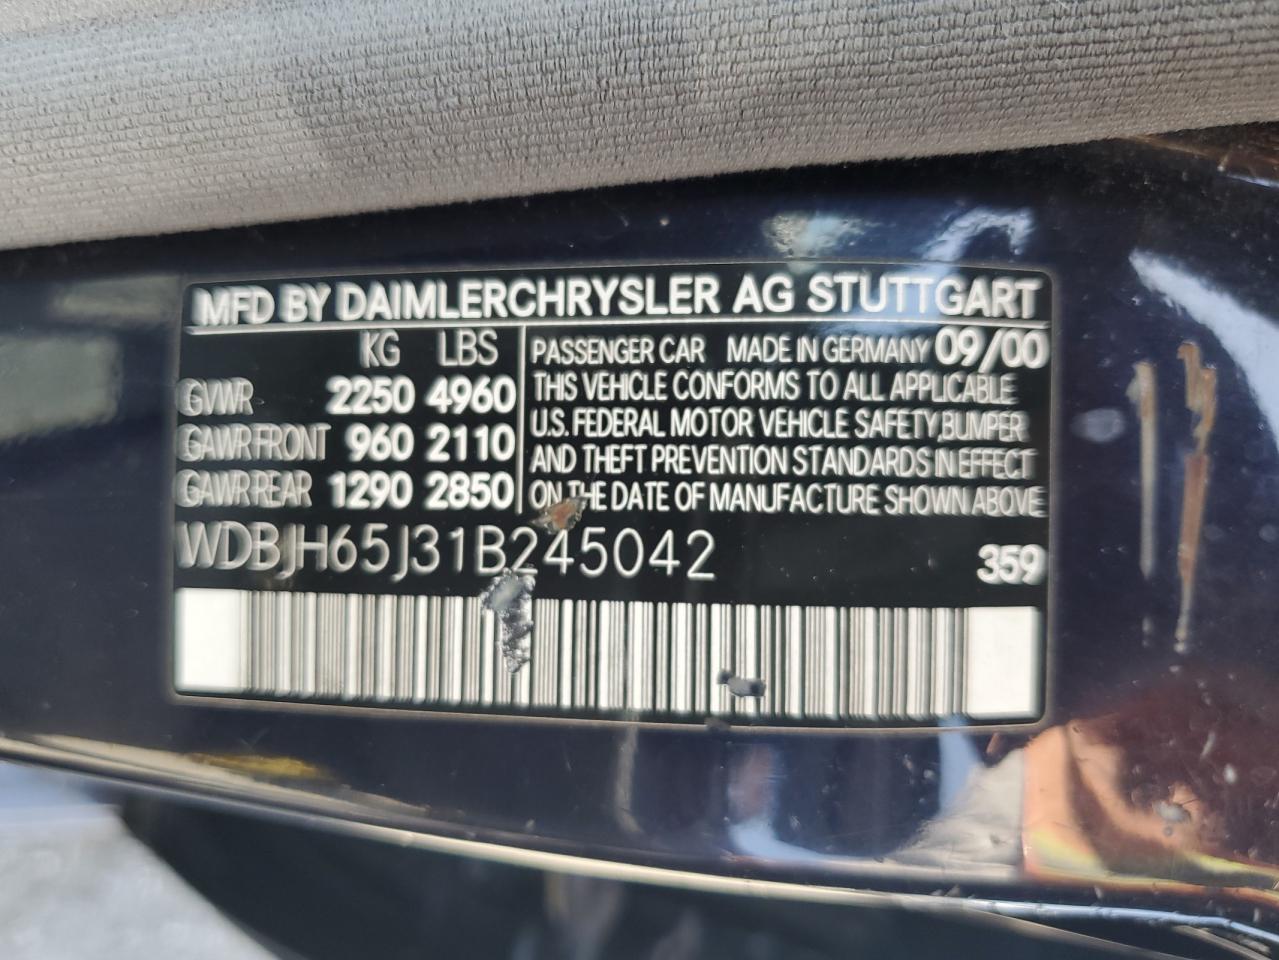 MFD BY DAIMLERCHRYSLER AG STUTTGART
KG LBS
GVWR 2250 4960
GAWR FRONT 960 2110
GAWR REAR 1290 2850
PASSENGER CAR MADE IN GERMANY 09/00
THIS VEHICLE CONFORMS TO ALL APPLICABLE
U.S. FEDERAL MOTOR VEHICLE SAFETY, BUMPER
AND THEFT PREVENTION STANDARDS IN EFFECT
ON THE DATE OF MANUFACTURE SHOWN ABOVE
WDBJH65J31B245042 359